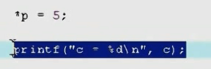 *p = 5;
printf("c = %d\n", c);